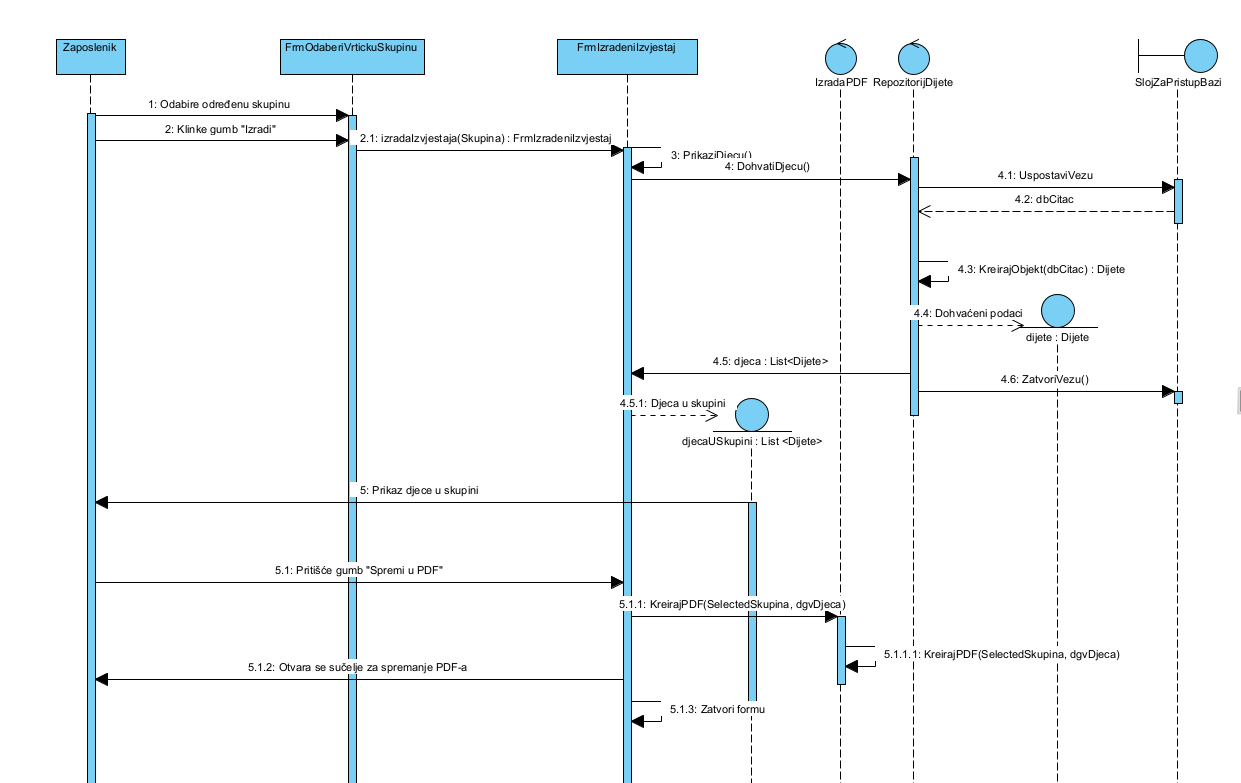 Zaposlenik
FrmOdaberiVrtickuSkupinu
FrmIzradeniIzvjestaj
IzradaPDF
RepozitorijDijete
SlojZaPristupBazi
1: Odabire određenu skupinu
2: Klinke gumb "Izradi"
2.1: izradaIzvjestaja(Skupina) : FrmIzradeniIzvjestaj
3: PrikaziDjecu()
4: DohvatiDjecu()
4.1: UspostaviVezu
4.2: dbCitac
4.3: KreirajObjekt(dbCitac) : Dijete
4.4: Dohvaćeni podaci
dijete : Dijete
4.5: djeca : List<Dijete>
4.6: ZatvoriVezu()
4.5.1: Djeca u skupini
djecaUSkupini : List <Dijete>
5: Prikaz djece u skupini
5.1: Pritišće gumb "Spremi u PDF"
5.1.1: KreirajPDF(SelectedSkupina, dgvDjeca)
5.1.1.1: KreirajPDF(SelectedSkupina, dgvDjeca)
5.1.2: Otvara se sučelje za spremanje PDF-a
5.1.3: Zatvori formu